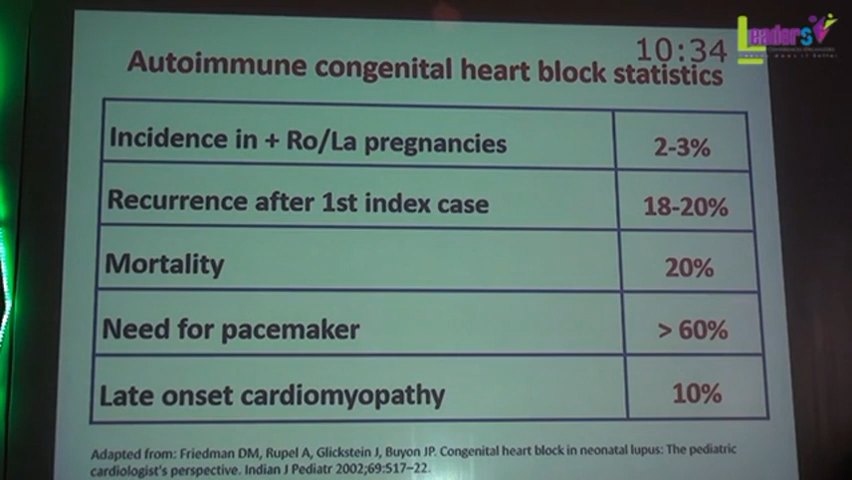 Leaders
10:34
Autoimmune congenital heart block statistics
Incidence in + Ro/La pregnancies 2-3%
Recurrence after 1st index case 18-20%
Mortality 20%
Need for pacemaker > 60%
Late onset cardiomyopathy 10%
Adapted from: Friedman DM, Rupel A, Glickstein J, Buyon JP. Congenital heart block in neonatal lupus: The pediatric
cardiologist's perspective. Indian J Pediatr 2002;69:517–22.